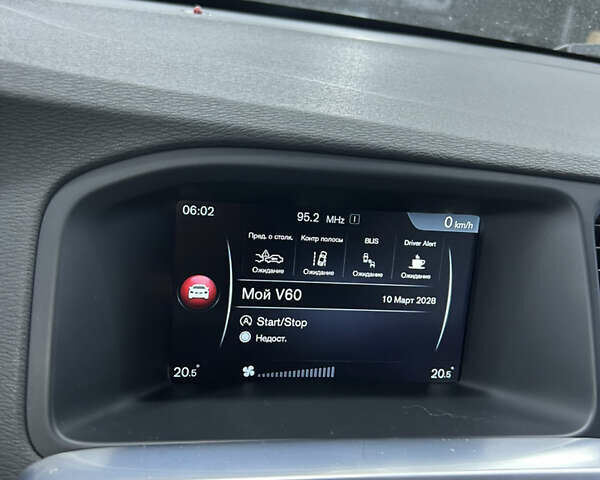 06:02
95.2 MHz I
0 km/h
Пред. о столк. Контр полосы BLIS Driver Alert
Ожидание Ожидание Ожидание Ожидание
Мой V60 10 Март 2028
A Start/Stop
Недост.
20.5° 20.5°